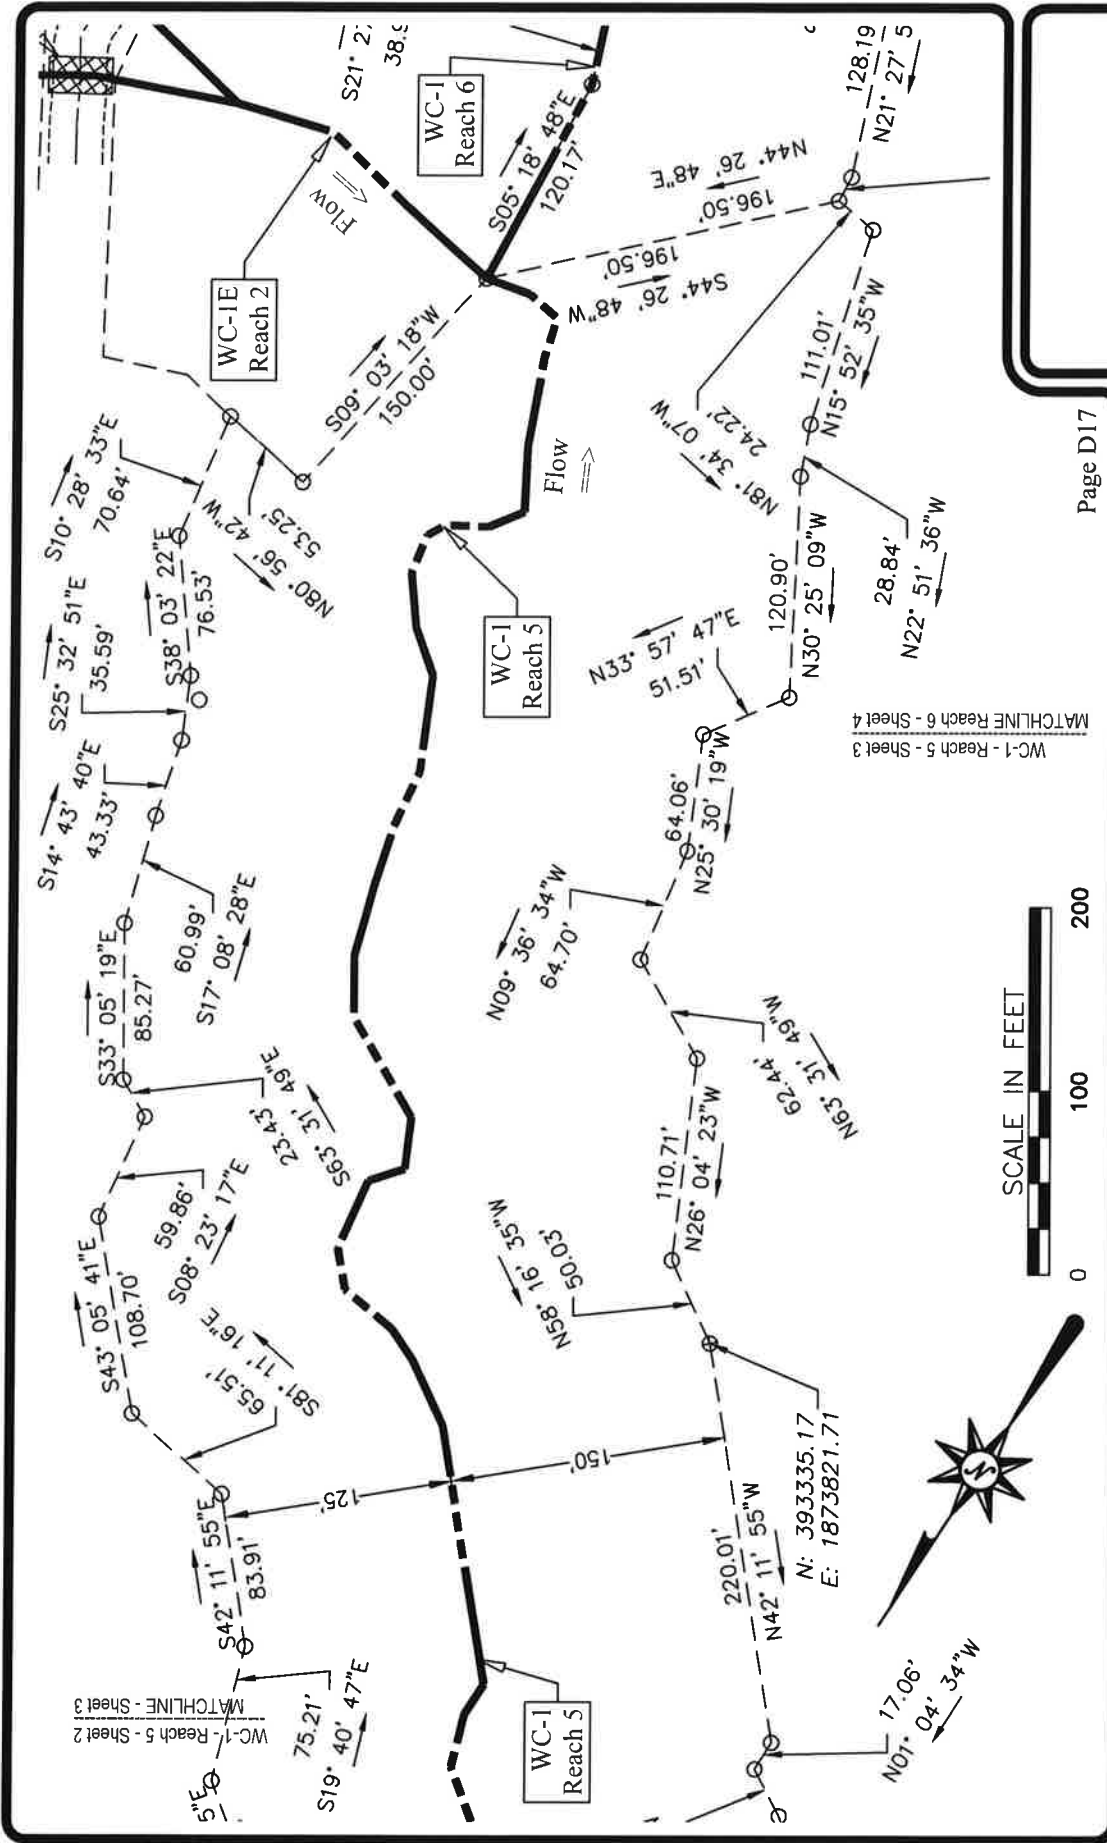 S21° 27'
38.9
WC-1
Reach 6
WC-1E
Reach 2
Flow
S05° 18' 48"E
120.17'
128.19
N21° 27' 5
N44° 26' 48"E
196.50'
196.50'
S44° 26' 48"W
S09° 03' 18"W
150.00'
S10° 28' 33"E
70.64'
N80° 56' 42"W
53.25'
S25° 32' 51"E
35.59'
S38° 03' 22"E
76.53'
S14° 43' 40"E
43.33'
60.99'
S17° 08' 28"E
S33° 05' 19"E
85.27'
23.43'
S63° 31' 49"E
59.86'
S08° 23' 17"E
S43° 05' 41"E
108.70'
65.51'
S81° 11' 16"E
S42° 11' 55"E
83.91'
75.21'
S19° 40' 47"E
WC-1 - Reach 5 - Sheet 2
MATCHLINE - Sheet 3
5"E
125'
150'
Flow
WC-1
Reach 5
WC-1
Reach 5
111.01'
N15° 52' 35"W
N81° 34' 07"W
24.22'
28.84'
N22° 51' 36"W
120.90'
N30° 25' 09"W
N33° 57' 47"E
51.51'
64.06'
N25° 30' 19"W
N09° 36' 34"W
64.70'
62.44'
N63° 31' 49"W
110.71'
N26° 04' 23"W
N58° 16' 35"W
50.03'
N: 393335.17
E: 1873821.71
220.01'
N42° 11' 55"W
17.06'
N01° 04' 34"W
WC-1 - Reach 5 - Sheet 3
MATCHLINE Reach 6 - Sheet 4
SCALE IN FEET
0 100 200
N
Page D17